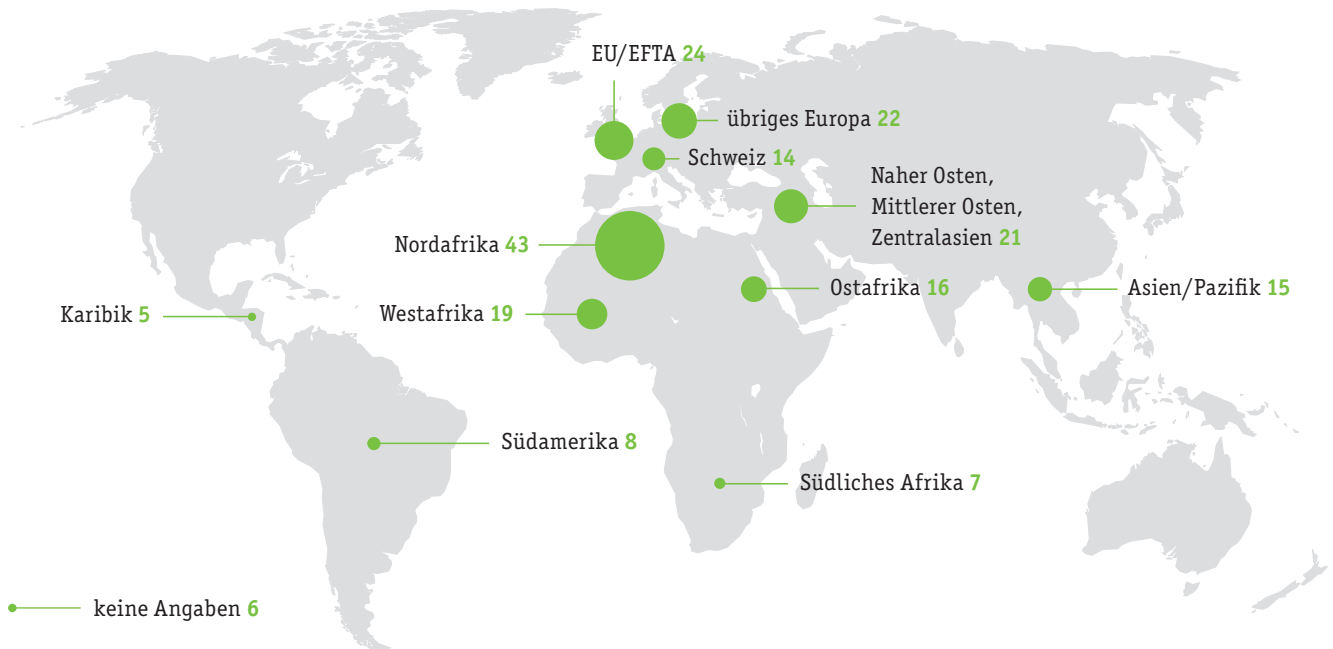 EU/EFTA 24
übriges Europa 22
Schweiz 14
Naher Osten,
Mittlerer Osten,
Zentralasien 21
Nordafrika 43
Ostafrika 16
Asien/Pazifik 15
Karibik 5
Westafrika 19
Südamerika 8
Südliches Afrika 7
keine Angaben 6